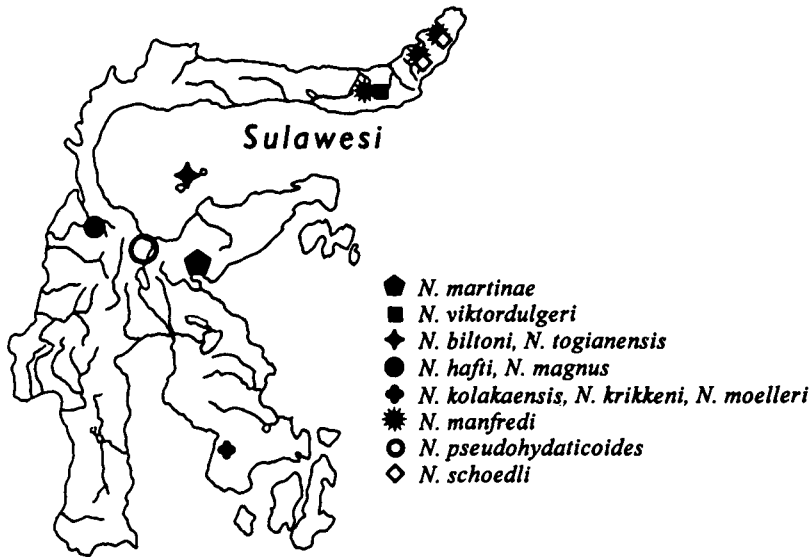 Sulawesi
N. martinae
N. viktordulgeri
N. biltoni, N. togianensis
N. hafti, N. magnus
N. kolakaensis, N. krikkeni, N. moelleri
N. manfredi
N. pseudohydaticoides
N. schoedli